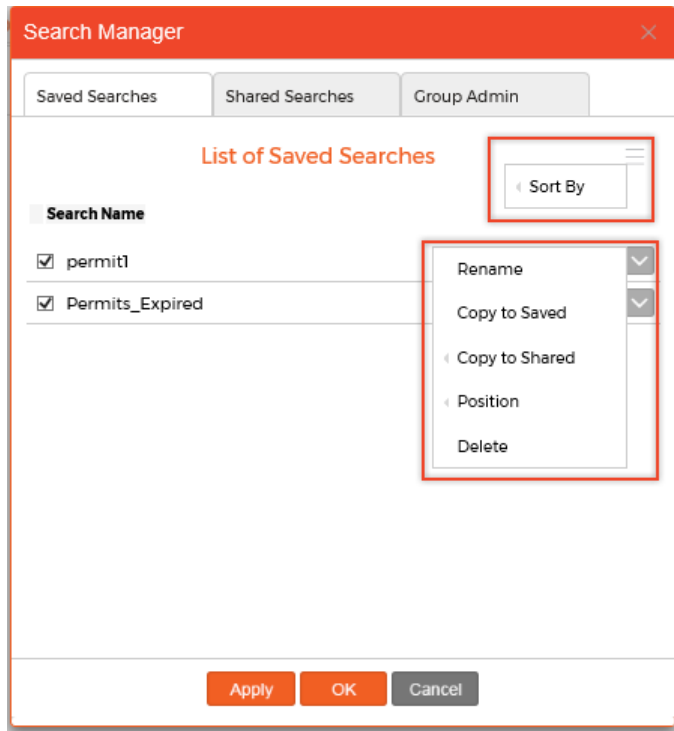 Search Manager
Saved Searches
Shared Searches
Group Admin
List of Saved Searches
Sort By
Search Name
permit1
Permits_Expired
Rename
Copy to Saved
Copy to Shared
Position
Delete
Apply
OK
Cancel